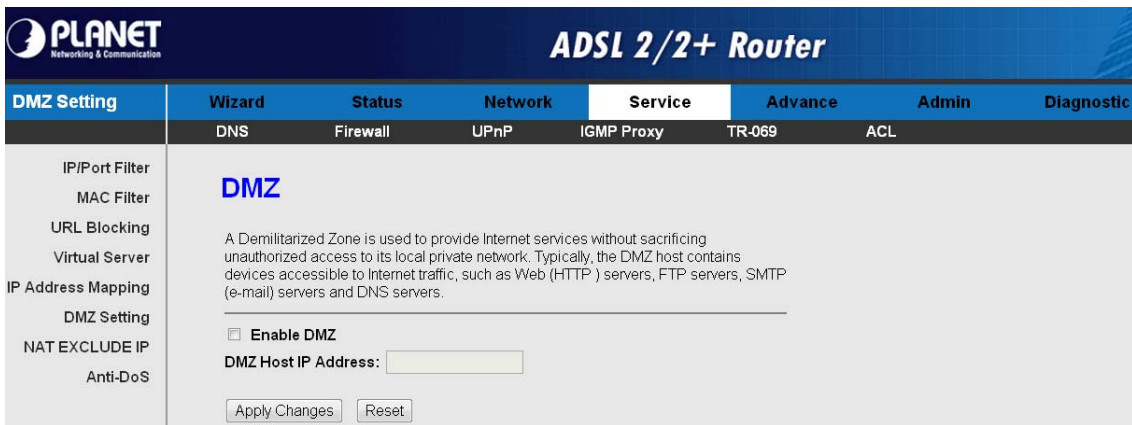 PLANET
Networking & Communication
ADSL 2/2+ Router
DMZ Setting
Wizard Status Network Service Advance Admin Diagnostic
DNS Firewall UPnP IGMP Proxy TR-069 ACL
IP/Port Filter
MAC Filter
URL Blocking
Virtual Server
IP Address Mapping
DMZ Setting
NAT EXCLUDE IP
Anti-DoS
DMZ
A Demilitarized Zone is used to provide Internet services without sacrificing
unauthorized access to its local private network. Typically, the DMZ host contains
devices accessible to Internet traffic, such as Web (HTTP ) servers, FTP servers, SMTP
(e-mail) servers and DNS servers.
Enable DMZ
DMZ Host IP Address:
Apply Changes Reset